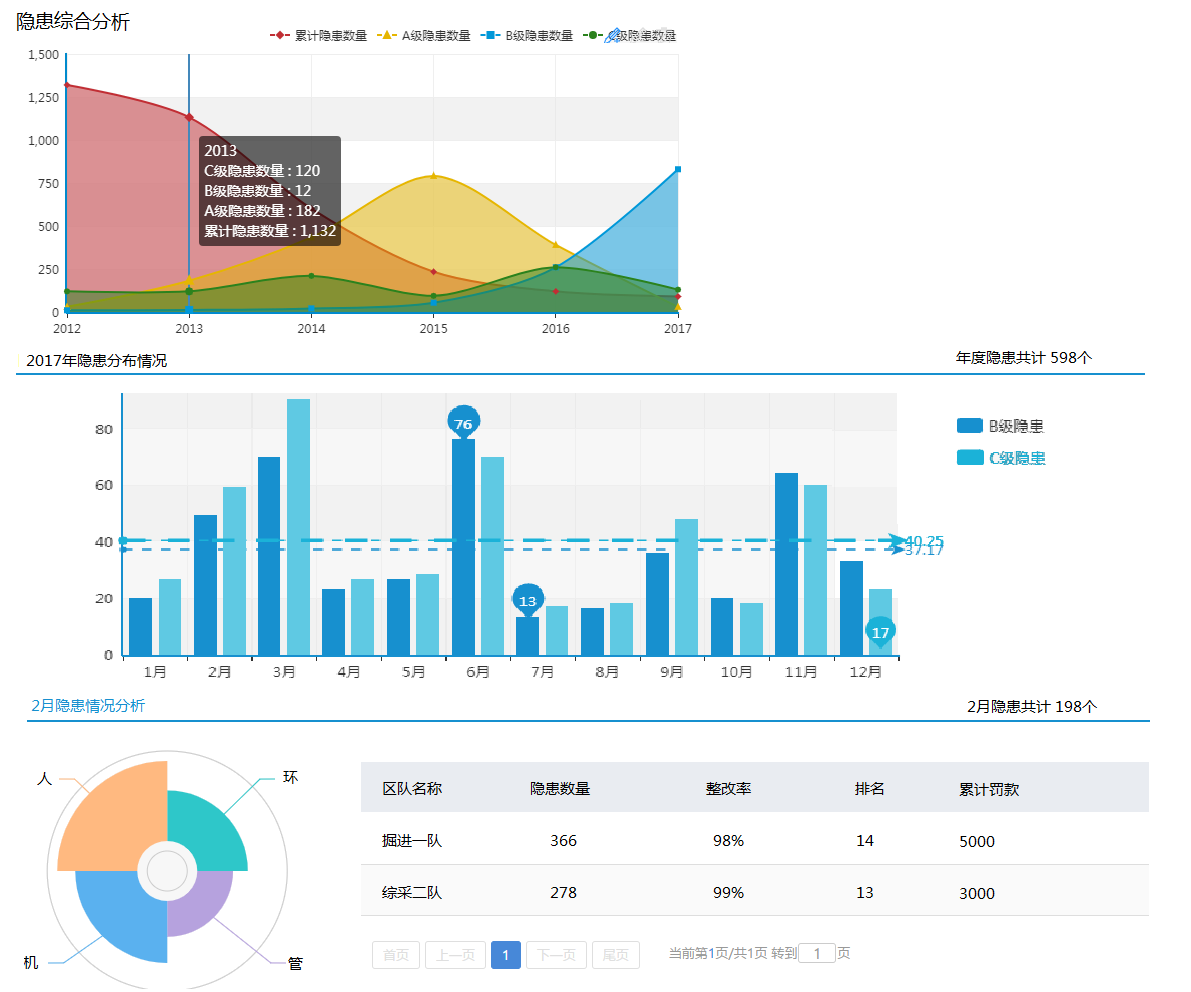 隐患综合分析
累计隐患数量 A级隐患数量 B级隐患数量 C级隐患数量
1,500
1,250
1,000
750
500
250
0
2013
C级隐患数量 : 120
B级隐患数量 : 12
A级隐患数量 : 182
累计隐患数量 : 1,132
2012 2013 2014 2015 2016 2017
2017年隐患分布情况 年度隐患共计 598个
80
60
40
20
0
76
13
17
40.25
37.17
B级隐患
C级隐患
1月 2月 3月 4月 5月 6月 7月 8月 9月 10月 11月 12月
2月隐患情况分析 2月隐患共计 198个
人 环
机 管
区队名称 隐患数量 整改率 排名 累计罚款
掘进一队 366 98% 14 5000
综采二队 278 99% 13 3000
首页 上一页 1 下一页 尾页 当前第1页/共1页 转到 1 页